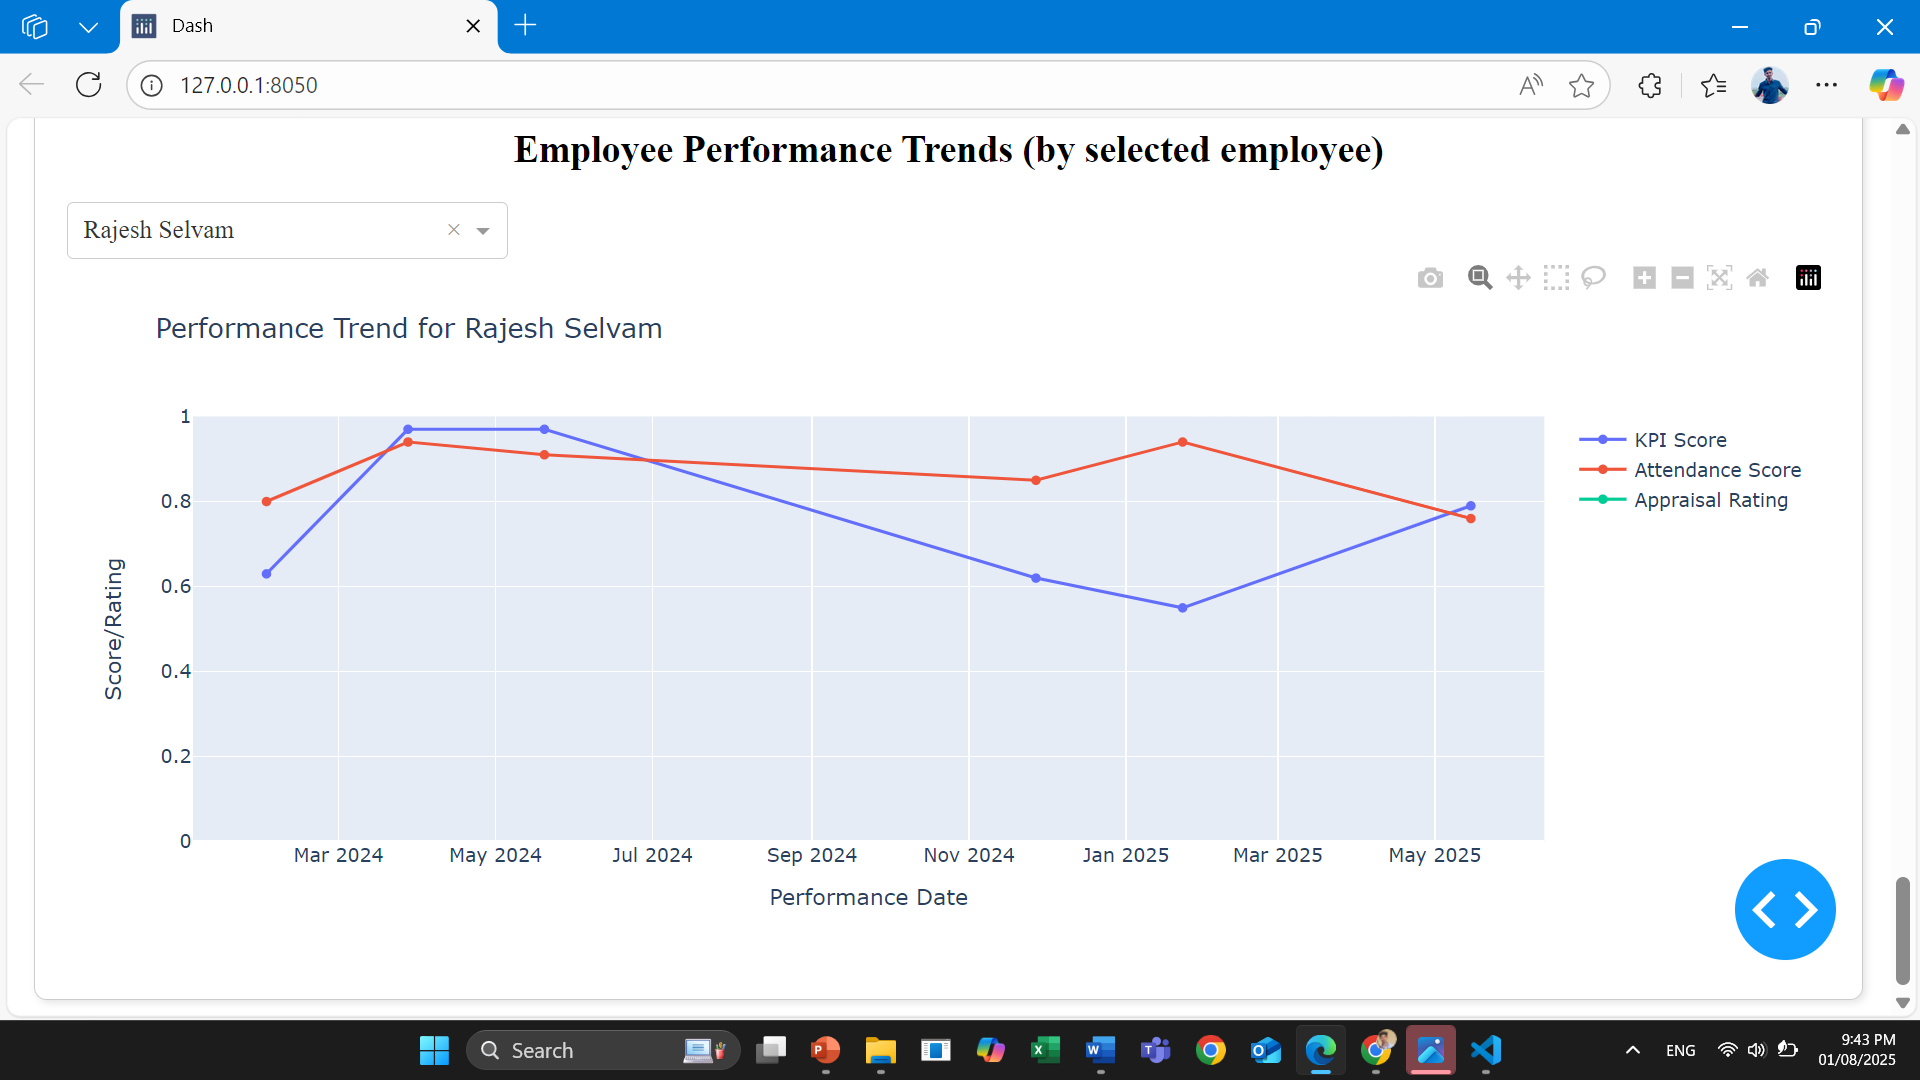 Dash
127.0.0.1:8050
Employee Performance Trends (by selected employee)
Rajesh Selvam
Performance Trend for Rajesh Selvam
1
0.8
0.6
0.4
0.2
0
Score/Rating
KPI Score
Attendance Score
Appraisal Rating
Mar 2024 May 2024 Jul 2024 Sep 2024 Nov 2024 Jan 2025 Mar 2025 May 2025
Performance Date
Search
ENG
9:43 PM
01/08/2025